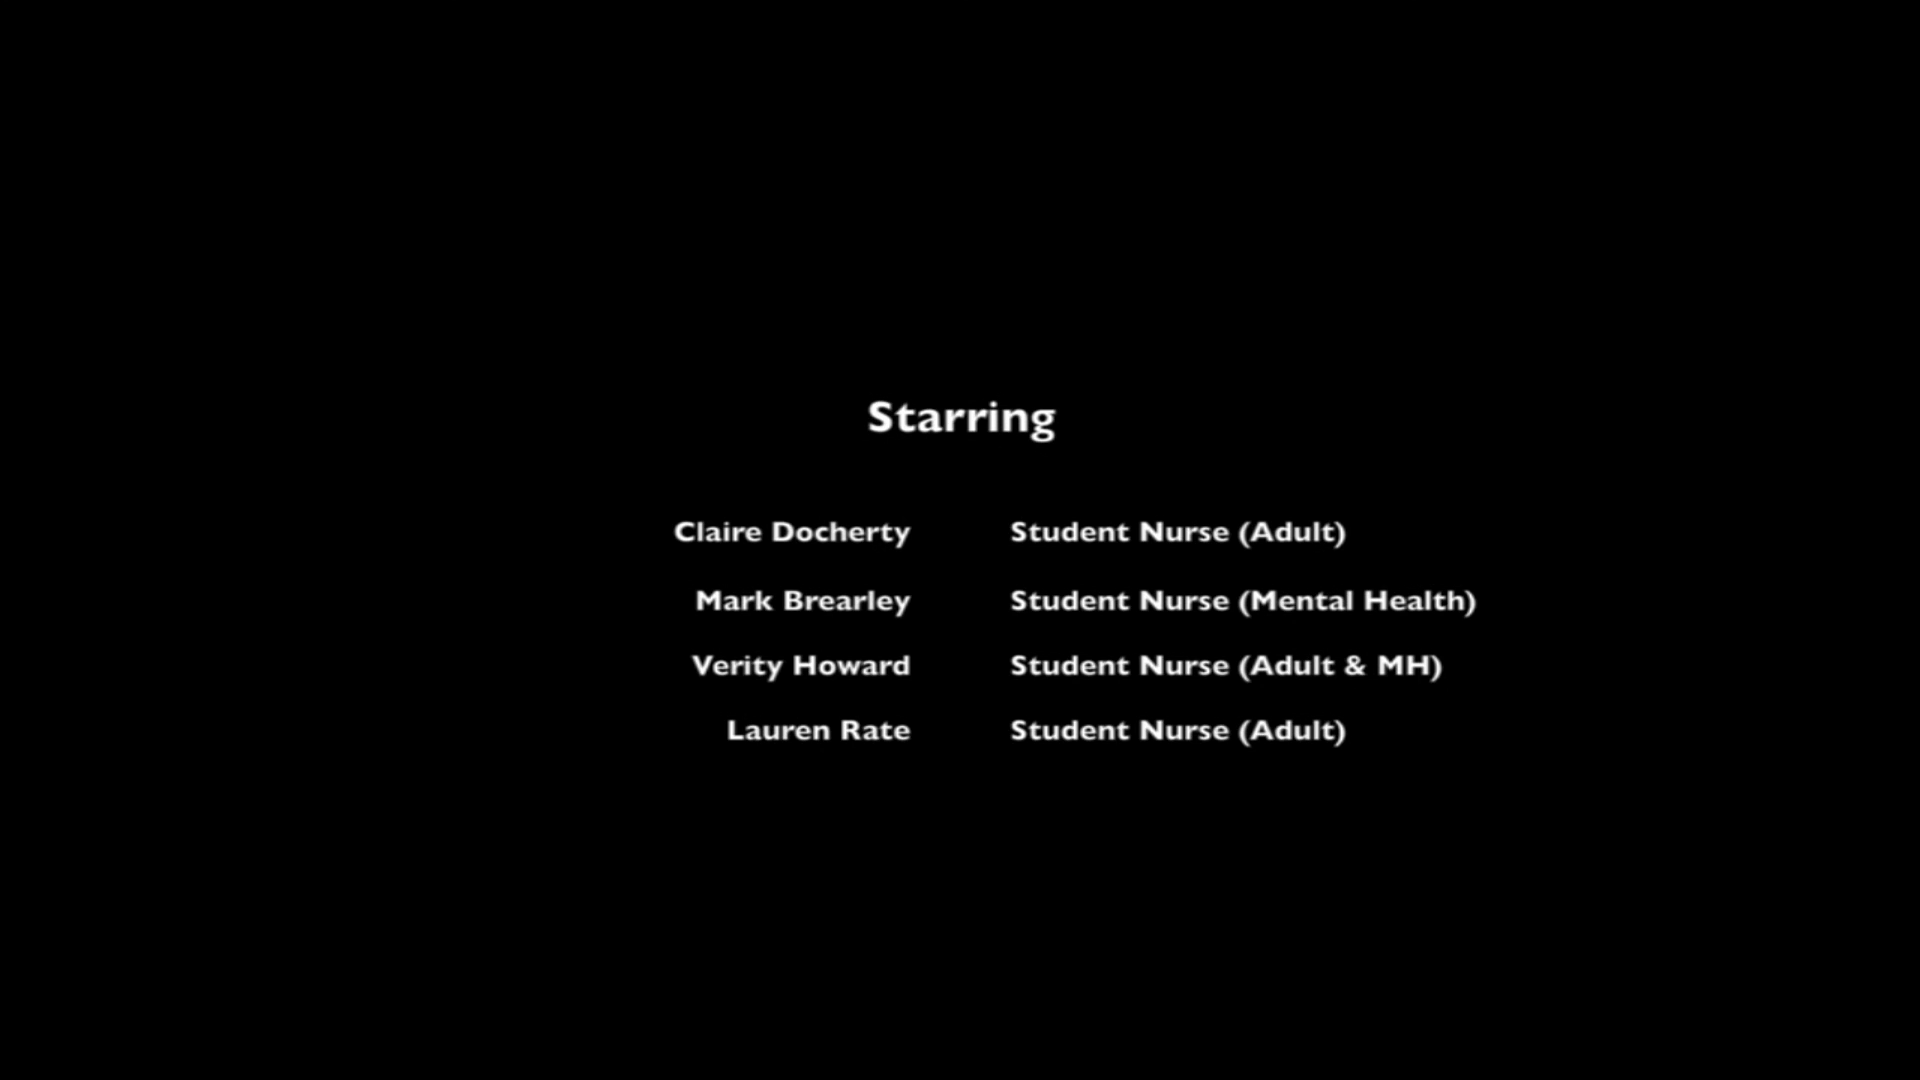 Starring
Claire Docherty Student Nurse (Adult)
Mark Brearley Student Nurse (Mental Health)
Verity Howard Student Nurse (Adult & MH)
Lauren Rate Student Nurse (Adult)